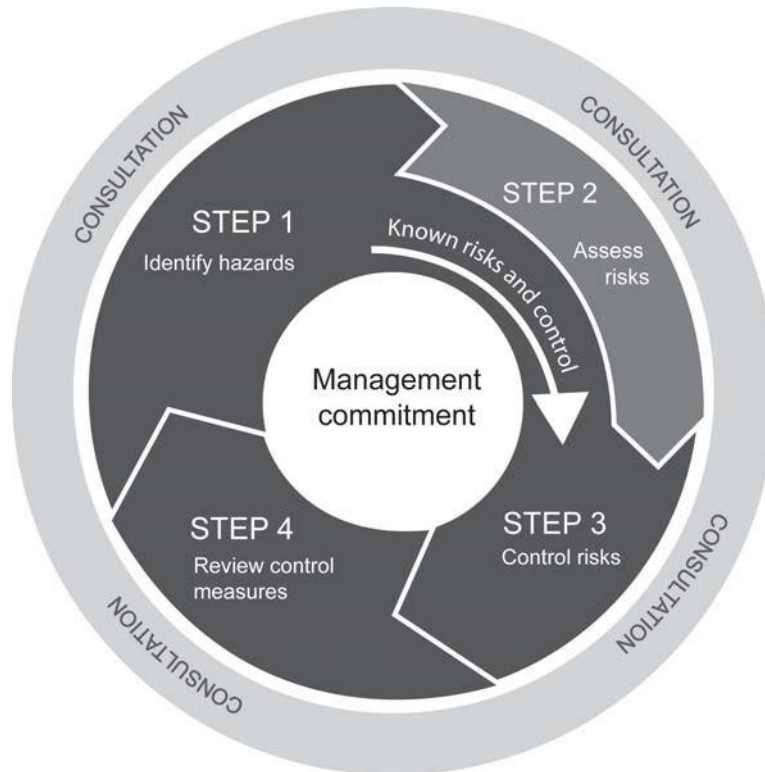 CONSULTATION
CONSULTATION
STEP 1
Identify hazards
STEP 2
Assess
risks
Known risks and control
Management
commitment
STEP 3
Control risks
STEP 4
Review control
measures
CONSULTATION
CONSULTATION